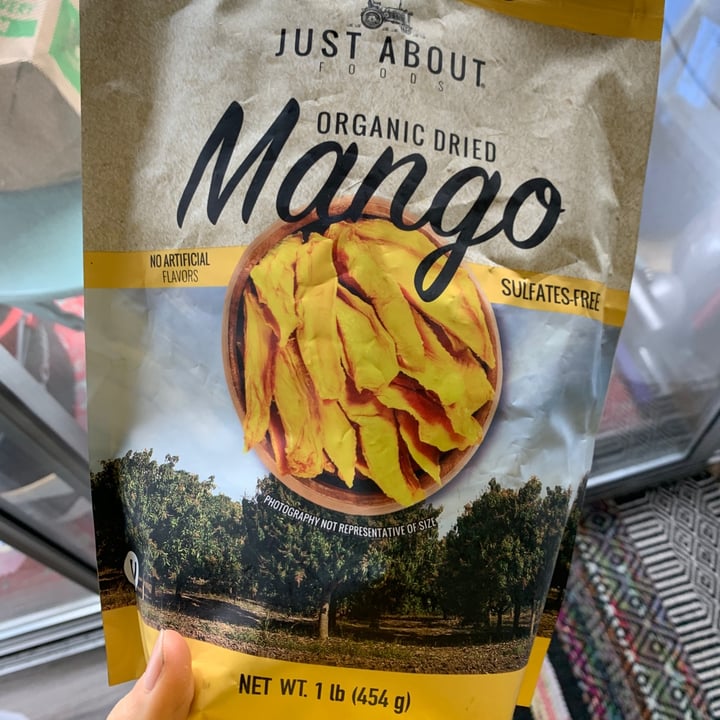 JUST ABOUT
FOODS
ORGANIC DRIED
Mango
NO ARTIFICIAL
FLAVORS
SULFATES-FREE
PHOTOGRAPHY NOT REPRESENTATIVE OF SIZE
NET WT. 1 lb (454 g)